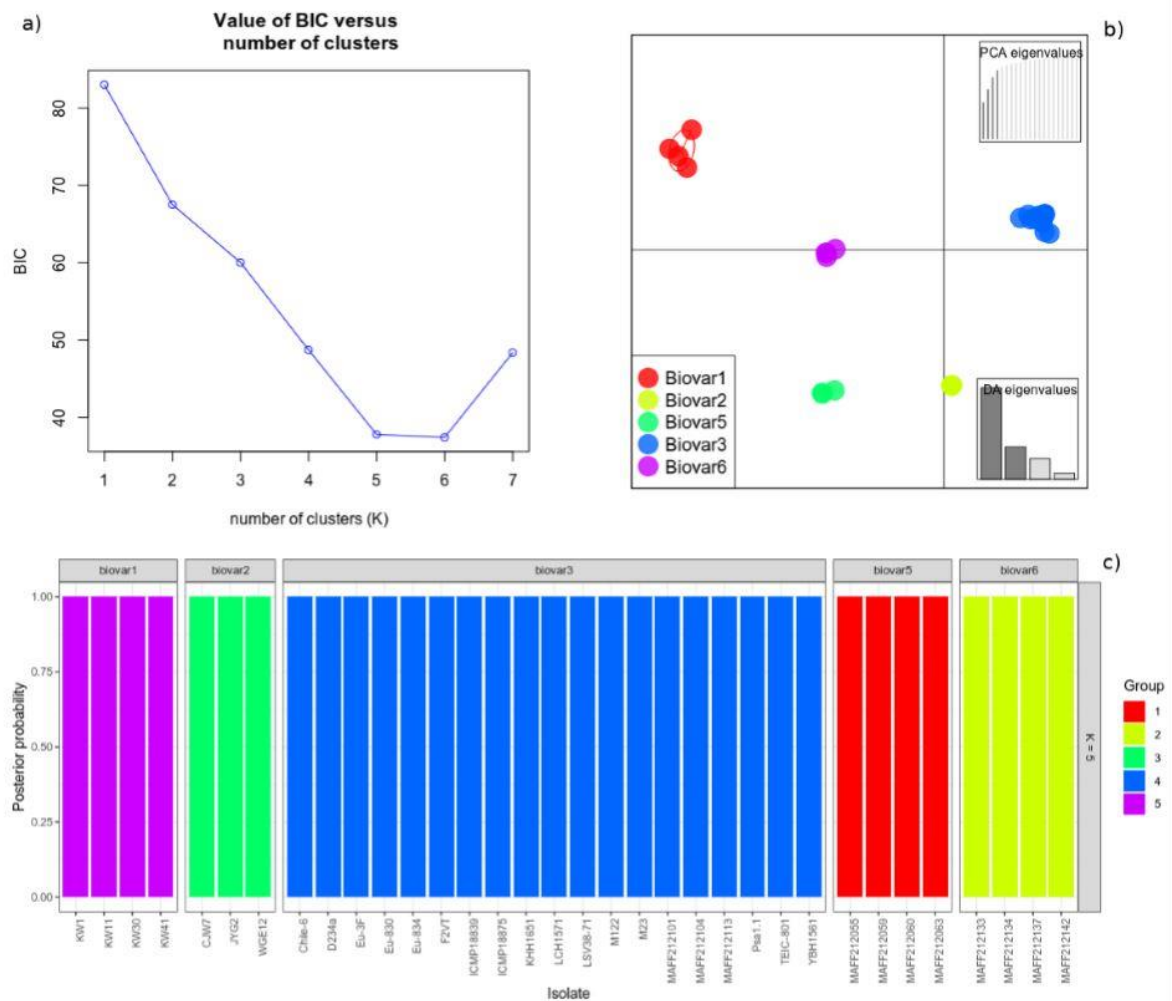 a)
Value of BIC versus
number of clusters
BIC
80
70
60
50
40
1 2 3 4 5 6 7
number of clusters (K)
b)
PCA eigenvalues
Biovar1
Biovar2
Biovar5
Biovar3
Biovar6
DA eigenvalues
c)
biovar1 biovar2 biovar3 biovar5 biovar6
Posterior probability
1.00
0.75
0.50
0.25
0.00
K = 5
KW1 KW11 KW30 KW41 CJW7 JYG2 WGE12 Chile-6 D234a Eu-3F Eu-830 Eu-834 F2VT ICMP18839 ICMP18875 KHH1651 LCH1571 LSV38-71 M122 M23 MAFF212101 MAFF212104 MAFF212113 Psa1.1 TEIC-801 YBH1561 MAFF212055 MAFF212059 MAFF212060 MAFF212063 MAFF212133 MAFF212134 MAFF212137 MAFF212142
Isolate
Group
1
2
3
4
5